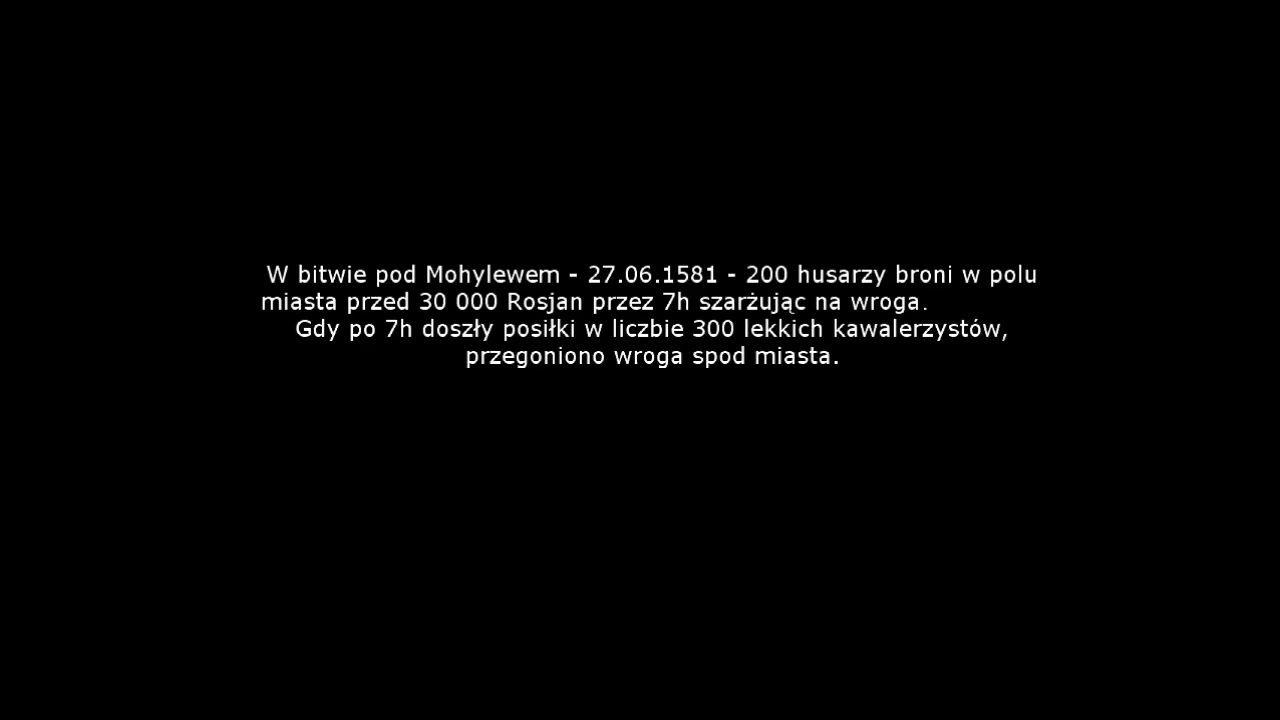 W bitwie pod Mohylewem - 27.06.1581 - 200 husarzy broni w polu
miasta przed 30 000 Rosjan przez 7h szarżując na wroga.
Gdy po 7h doszły posiłki w liczbie 300 lekkich kawalerzystów,
przegoniono wroga spod miasta.